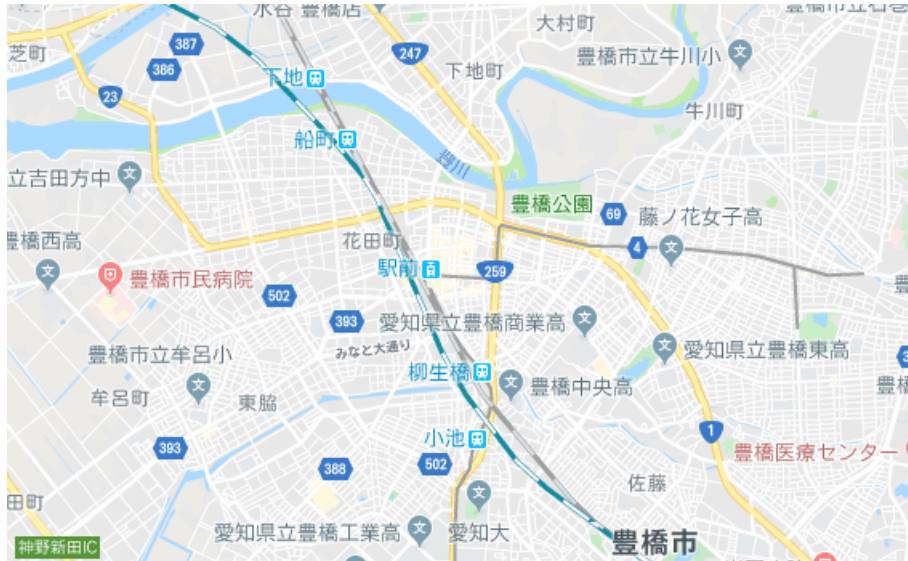 水谷 豊橋店
大村町
芝町
387
386
下地
247
下地町
豊橋市立牛川小
23
牛川町
船町
豊川
立吉田方中
豊橋公園
69
藤ノ花女子高
花田町
4
豊橋西高
駅前
259
豊橋市民病院
502
393
愛知県立豊橋商業高
みなと大通り
愛知県立豊橋東高
豊橋市立牟呂小
柳生橋
豊橋中央高
牟呂町
東脇
小池
1
393
388
502
豊橋医療センター
佐藤
田町
愛知県立豊橋工業高
愛知大
豊橋市
神野新田IC